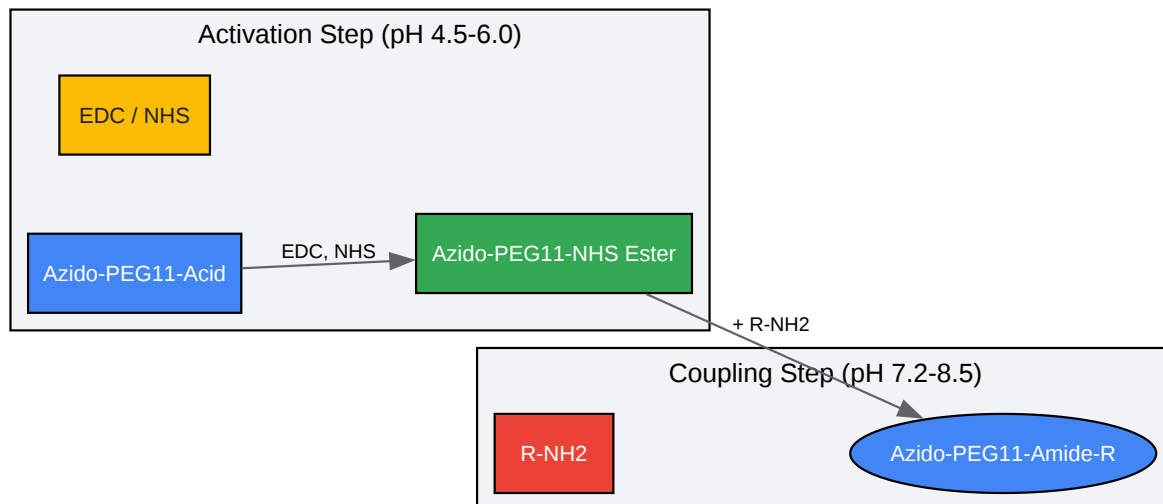 Activation Step (pH 4.5-6.0)
EDC / NHS
Azido-PEG11-Acid
EDC, NHS
Azido-PEG11-NHS Ester
+ R-NH2
Coupling Step (pH 7.2-8.5)
R-NH2
Azido-PEG11-Amide-R